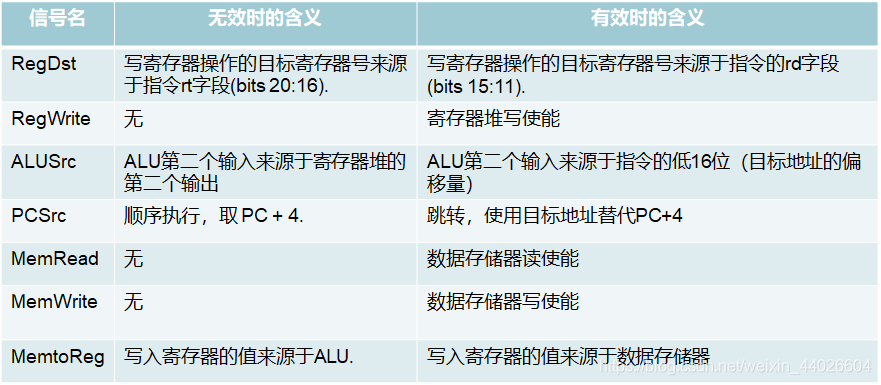 信号名 无效时的含义 有效时的含义
RegDst 写寄存器操作的目标寄存器号来源 写寄存器操作的目标寄存器号来源于指令的rd字段
于指令rt字段(bits 20:16). (bits 15:11).
RegWrite 无 寄存器堆写使能
ALUSrc ALU第二个输入来源于寄存器堆的 ALU第二个输入来源于指令的低16位（目标地址的偏
第二个输出 移量）
PCSrc 顺序执行，取 PC + 4. 跳转，使用目标地址替代PC+4
MemRead 无 数据存储器读使能
MemWrite 无 数据存储器写使能
MemtoReg 写入寄存器的值来源于ALU. 写入寄存器的值来源于数据存储器
https://blog.csdn.net/weixin_44026604